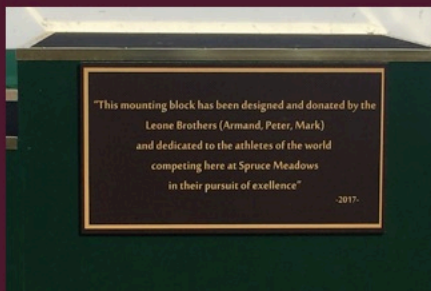 "This mounting block has been designed and donated by the
Leone Brothers (Armand, Peter, Mark)
and dedicated to the athletes of the world
competing here at Spruce Meadows
in their pursuit of exellence"
-2017-